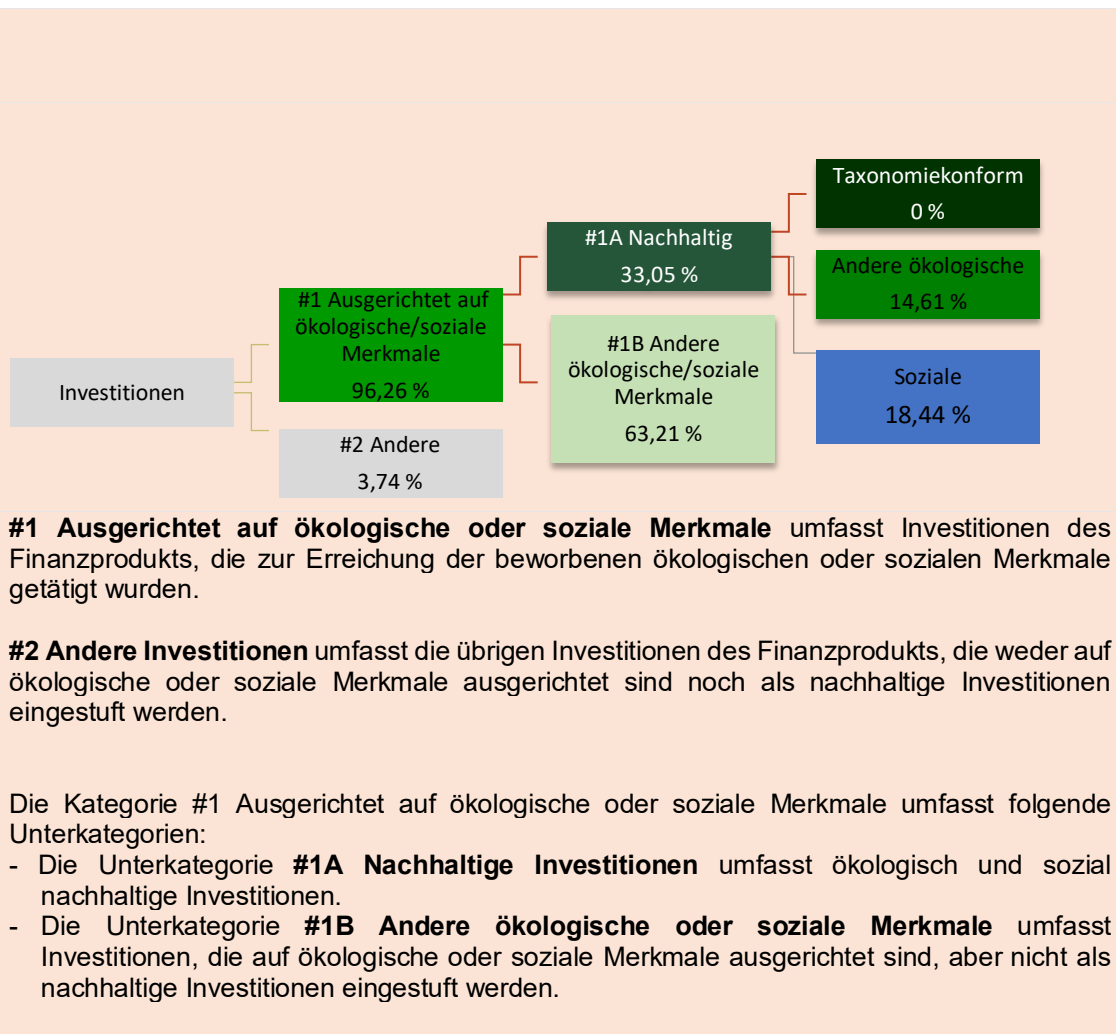 Taxonomiekonform
0 %
#1A Nachhaltig
33,05 %
Andere ökologische
14,61 %
#1 Ausgerichtet auf
ökologische/soziale
Merkmale
96,26 %
#1B Andere
ökologische/soziale
Merkmale
63,21 %
Soziale
18,44 %
Investitionen
#2 Andere
3,74 %
#1 Ausgerichtet auf ökologische oder soziale Merkmale umfasst Investitionen des
Finanzprodukts, die zur Erreichung der beworbenen ökologischen oder sozialen Merkmale
getätigt wurden.
#2 Andere Investitionen umfasst die übrigen Investitionen des Finanzprodukts, die weder auf
ökologische oder soziale Merkmale ausgerichtet sind noch als nachhaltige Investitionen
eingestuft werden.
Die Kategorie #1 Ausgerichtet auf ökologische oder soziale Merkmale umfasst folgende
Unterkategorien:
- Die Unterkategorie #1A Nachhaltige Investitionen umfasst ökologisch und sozial
nachhaltige Investitionen.
- Die Unterkategorie #1B Andere ökologische oder soziale Merkmale umfasst
Investitionen, die auf ökologische oder soziale Merkmale ausgerichtet sind, aber nicht als
nachhaltige Investitionen eingestuft werden.